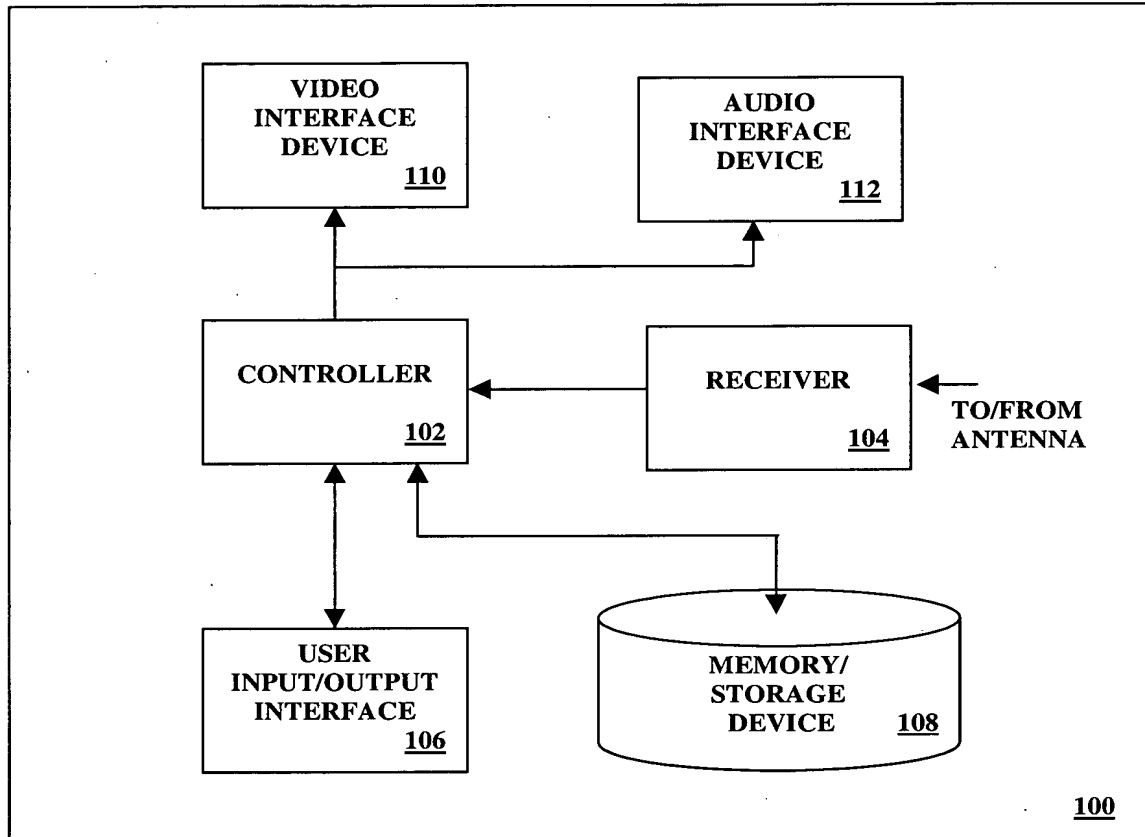 VIDEO
INTERFACE
DEVICE
110
AUDIO
INTERFACE
DEVICE
112
CONTROLLER
102
RECEIVER
104
TO/FROM
ANTENNA
USER
INPUT/OUTPUT
INTERFACE
106
MEMORY/
STORAGE
DEVICE
108
100